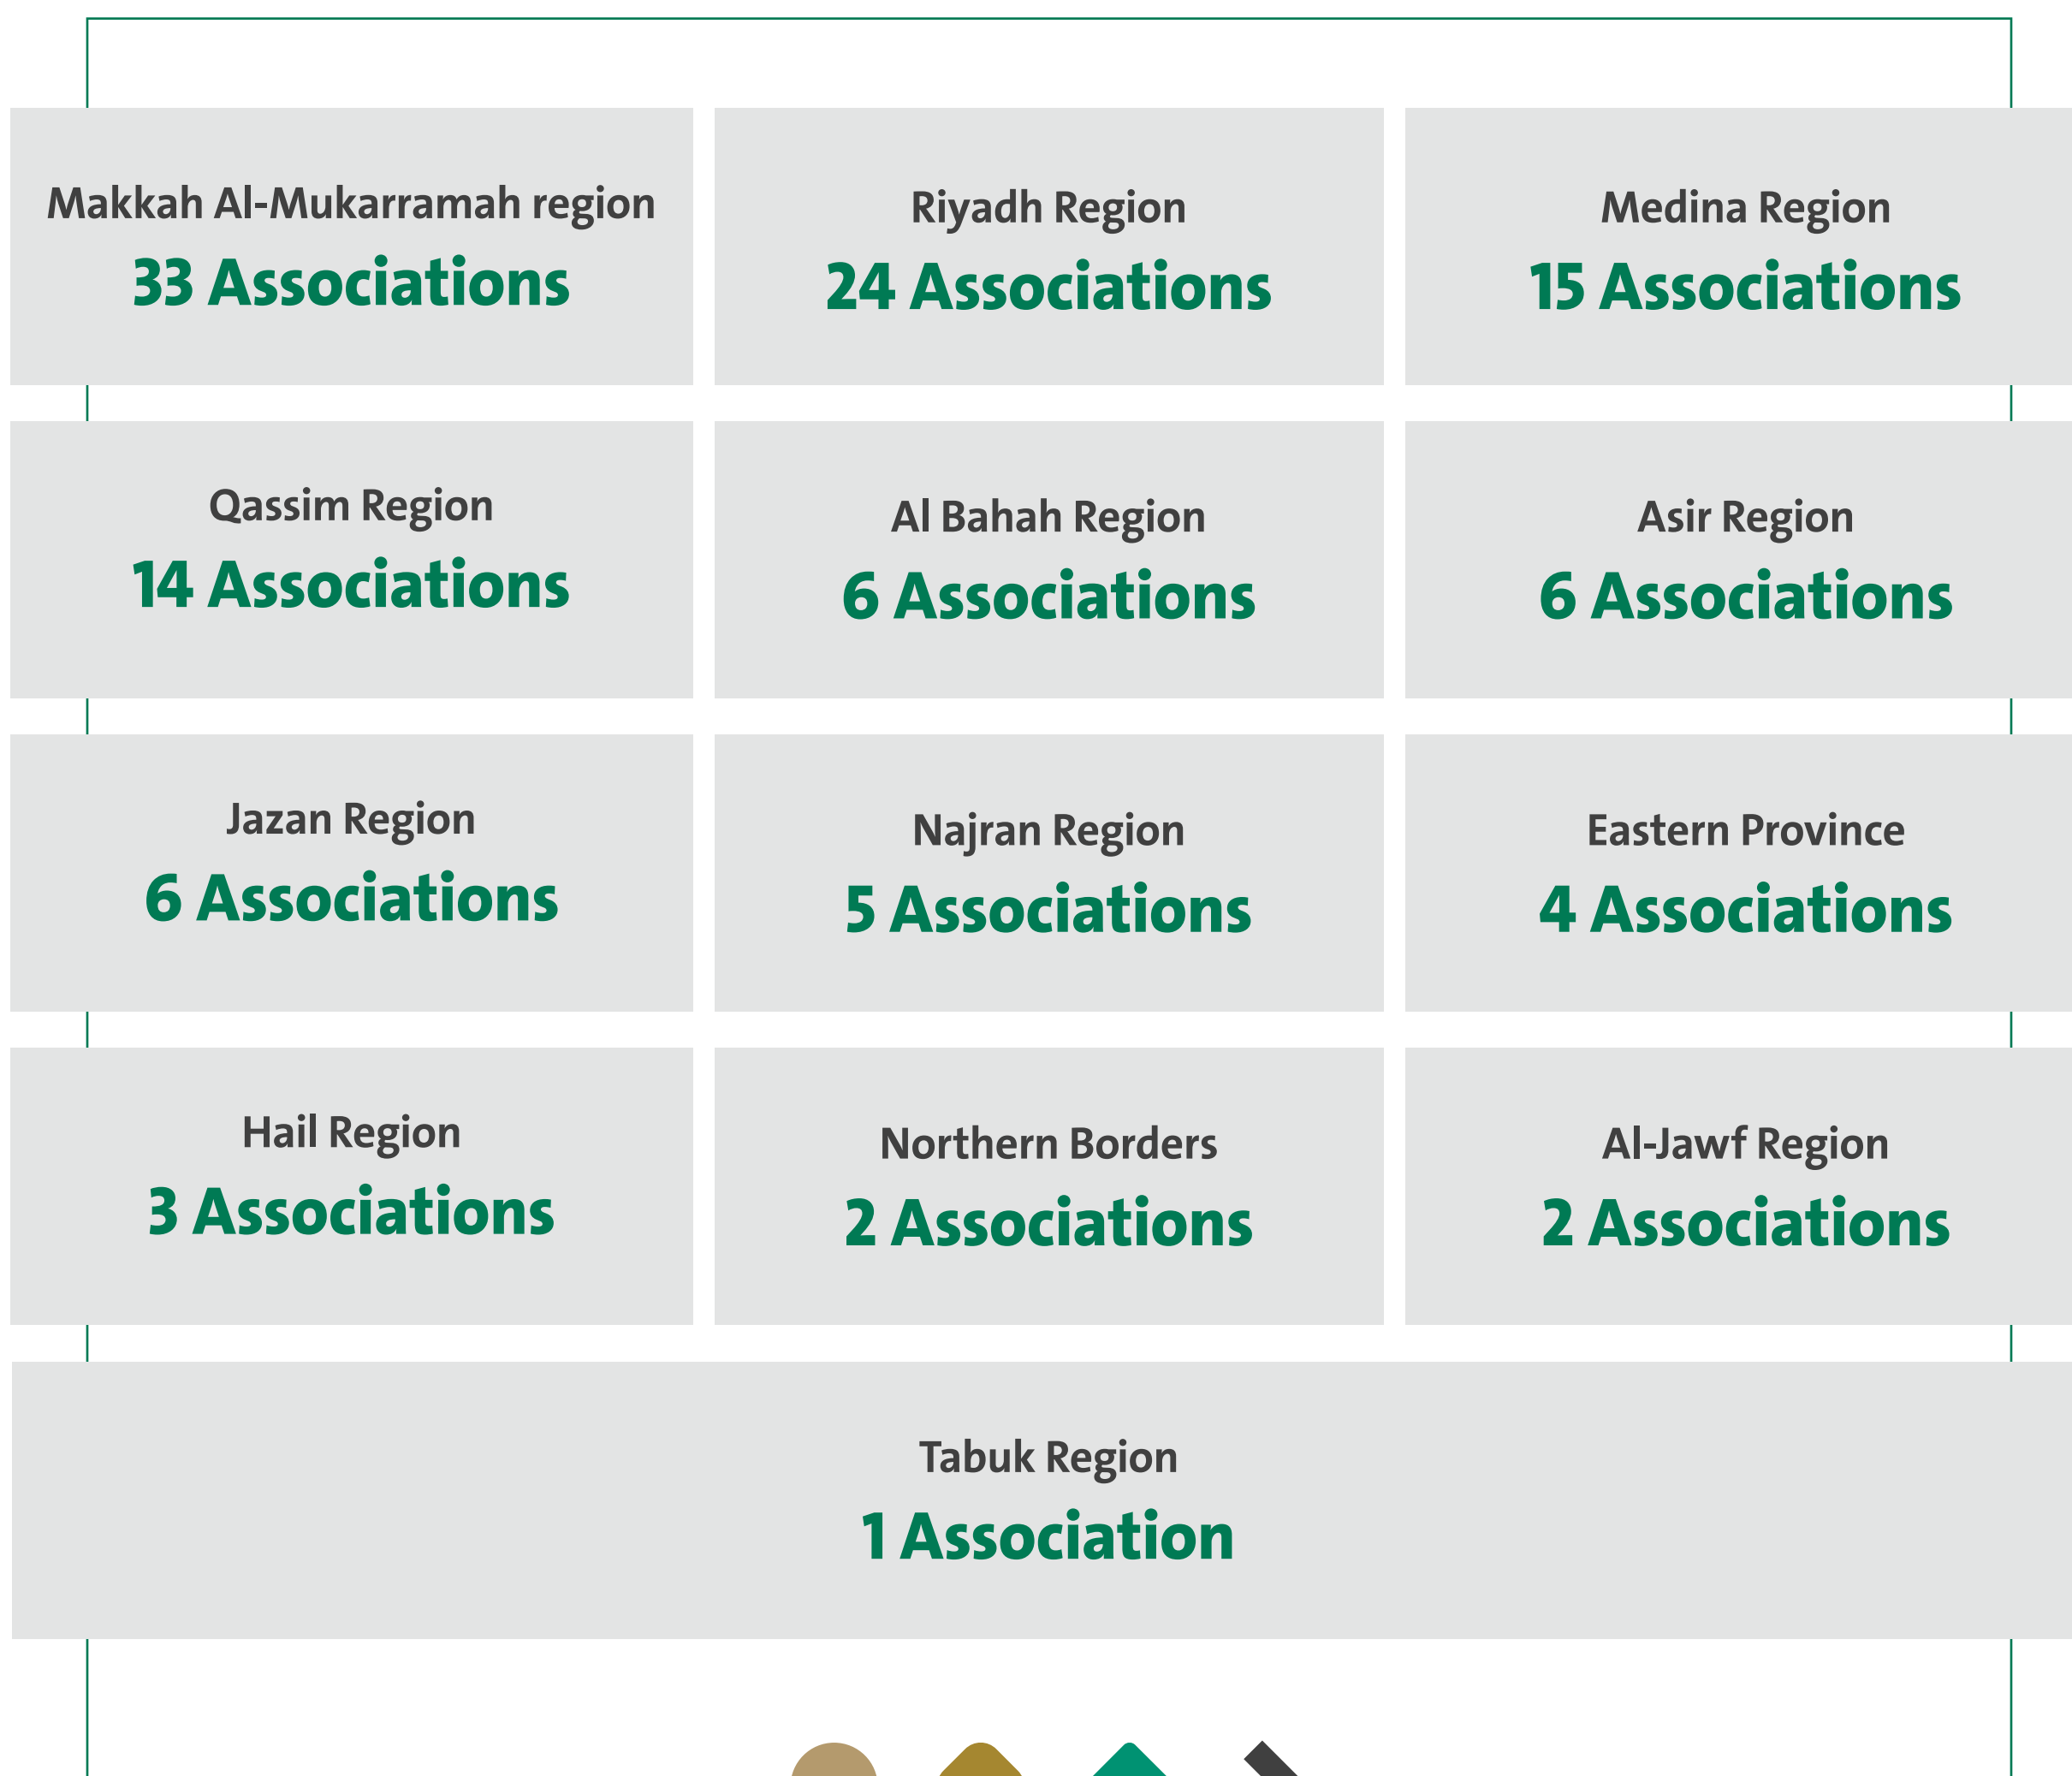 Makkah Al-Mukarramah region
33 Associations
Riyadh Region
24 Associations
Medina Region
15 Associations
Qassim Region
14 Associations
Al Bahah Region
6 Associations
Asir Region
6 Associations
Jazan Region
6 Associations
Najran Region
5 Associations
Eastern Province
4 Associations
Hail Region
3 Associations
Northern Borders
2 Associations
Al-Jawf Region
2 Associations
Tabuk Region
1 Association